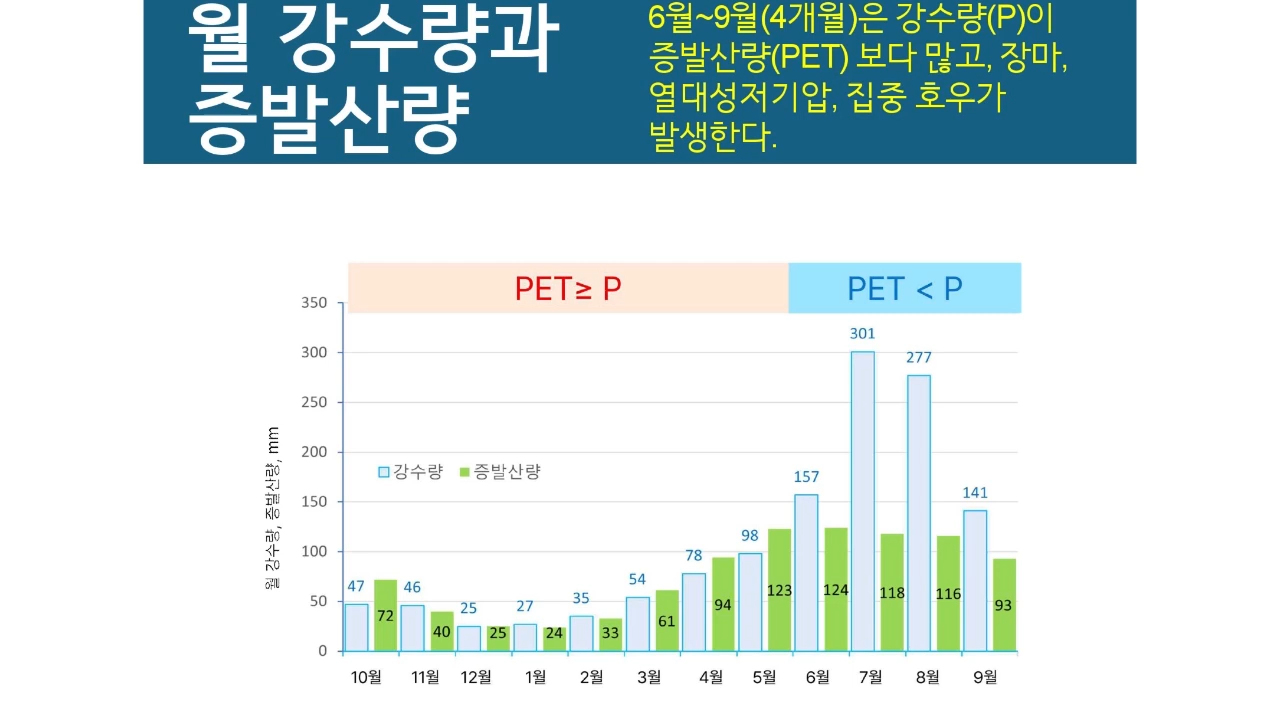 월 강수량과
증발산량
6월~9월(4개월)은 강수량(P)이
증발산량(PET) 보다 많고, 장마,
열대성저기압, 집중 호우가
발생한다.
PET≥ P
PET < P
월 강수량, 증발산량, mm
350
300
250
200
150
100
50
0
강수량 증발산량
47 46 25 27 35 54 78 98 157 301 277 141
72 40 25 24 33 61 94 123 124 118 116 93
10월 11월 12월 1월 2월 3월 4월 5월 6월 7월 8월 9월